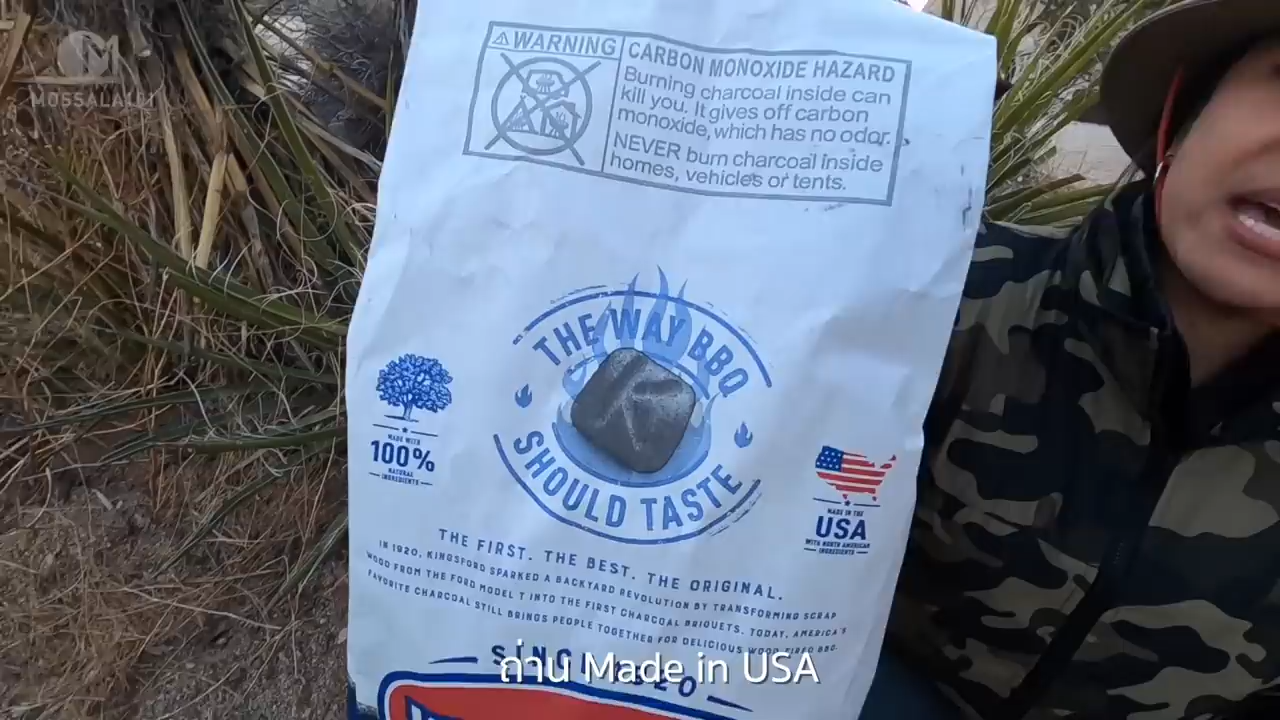 MOSSALAIDI
WARNING
CARBON MONOXIDE HAZARD
Burning charcoal inside can
kill you. It gives off carbon
monoxide, which has no odor.
NEVER burn charcoal inside
homes, vehicles or tents.
THE WAY BBQ
SHOULD TASTE
MADE WITH
100%
NATURAL
INGREDIENTS
MADE IN THE
USA
WITH NORTH AMERICAN
INGREDIENTS
THE FIRST. THE BEST. THE ORIGINAL.
IN 1920, KINGSFORD SPARKED A BACKYARD REVOLUTION BY TRANSFORMING SCRAP
WOOD FROM THE FORD MODEL T INTO THE FIRST CHARCOAL BRIQUETS. TODAY, AMERICA'S
FAVORITE CHARCOAL STILL BRINGS PEOPLE TOGETHER FOR DELICIOUS WOOD FIRED BBQ.
ถ่าน Made in USA